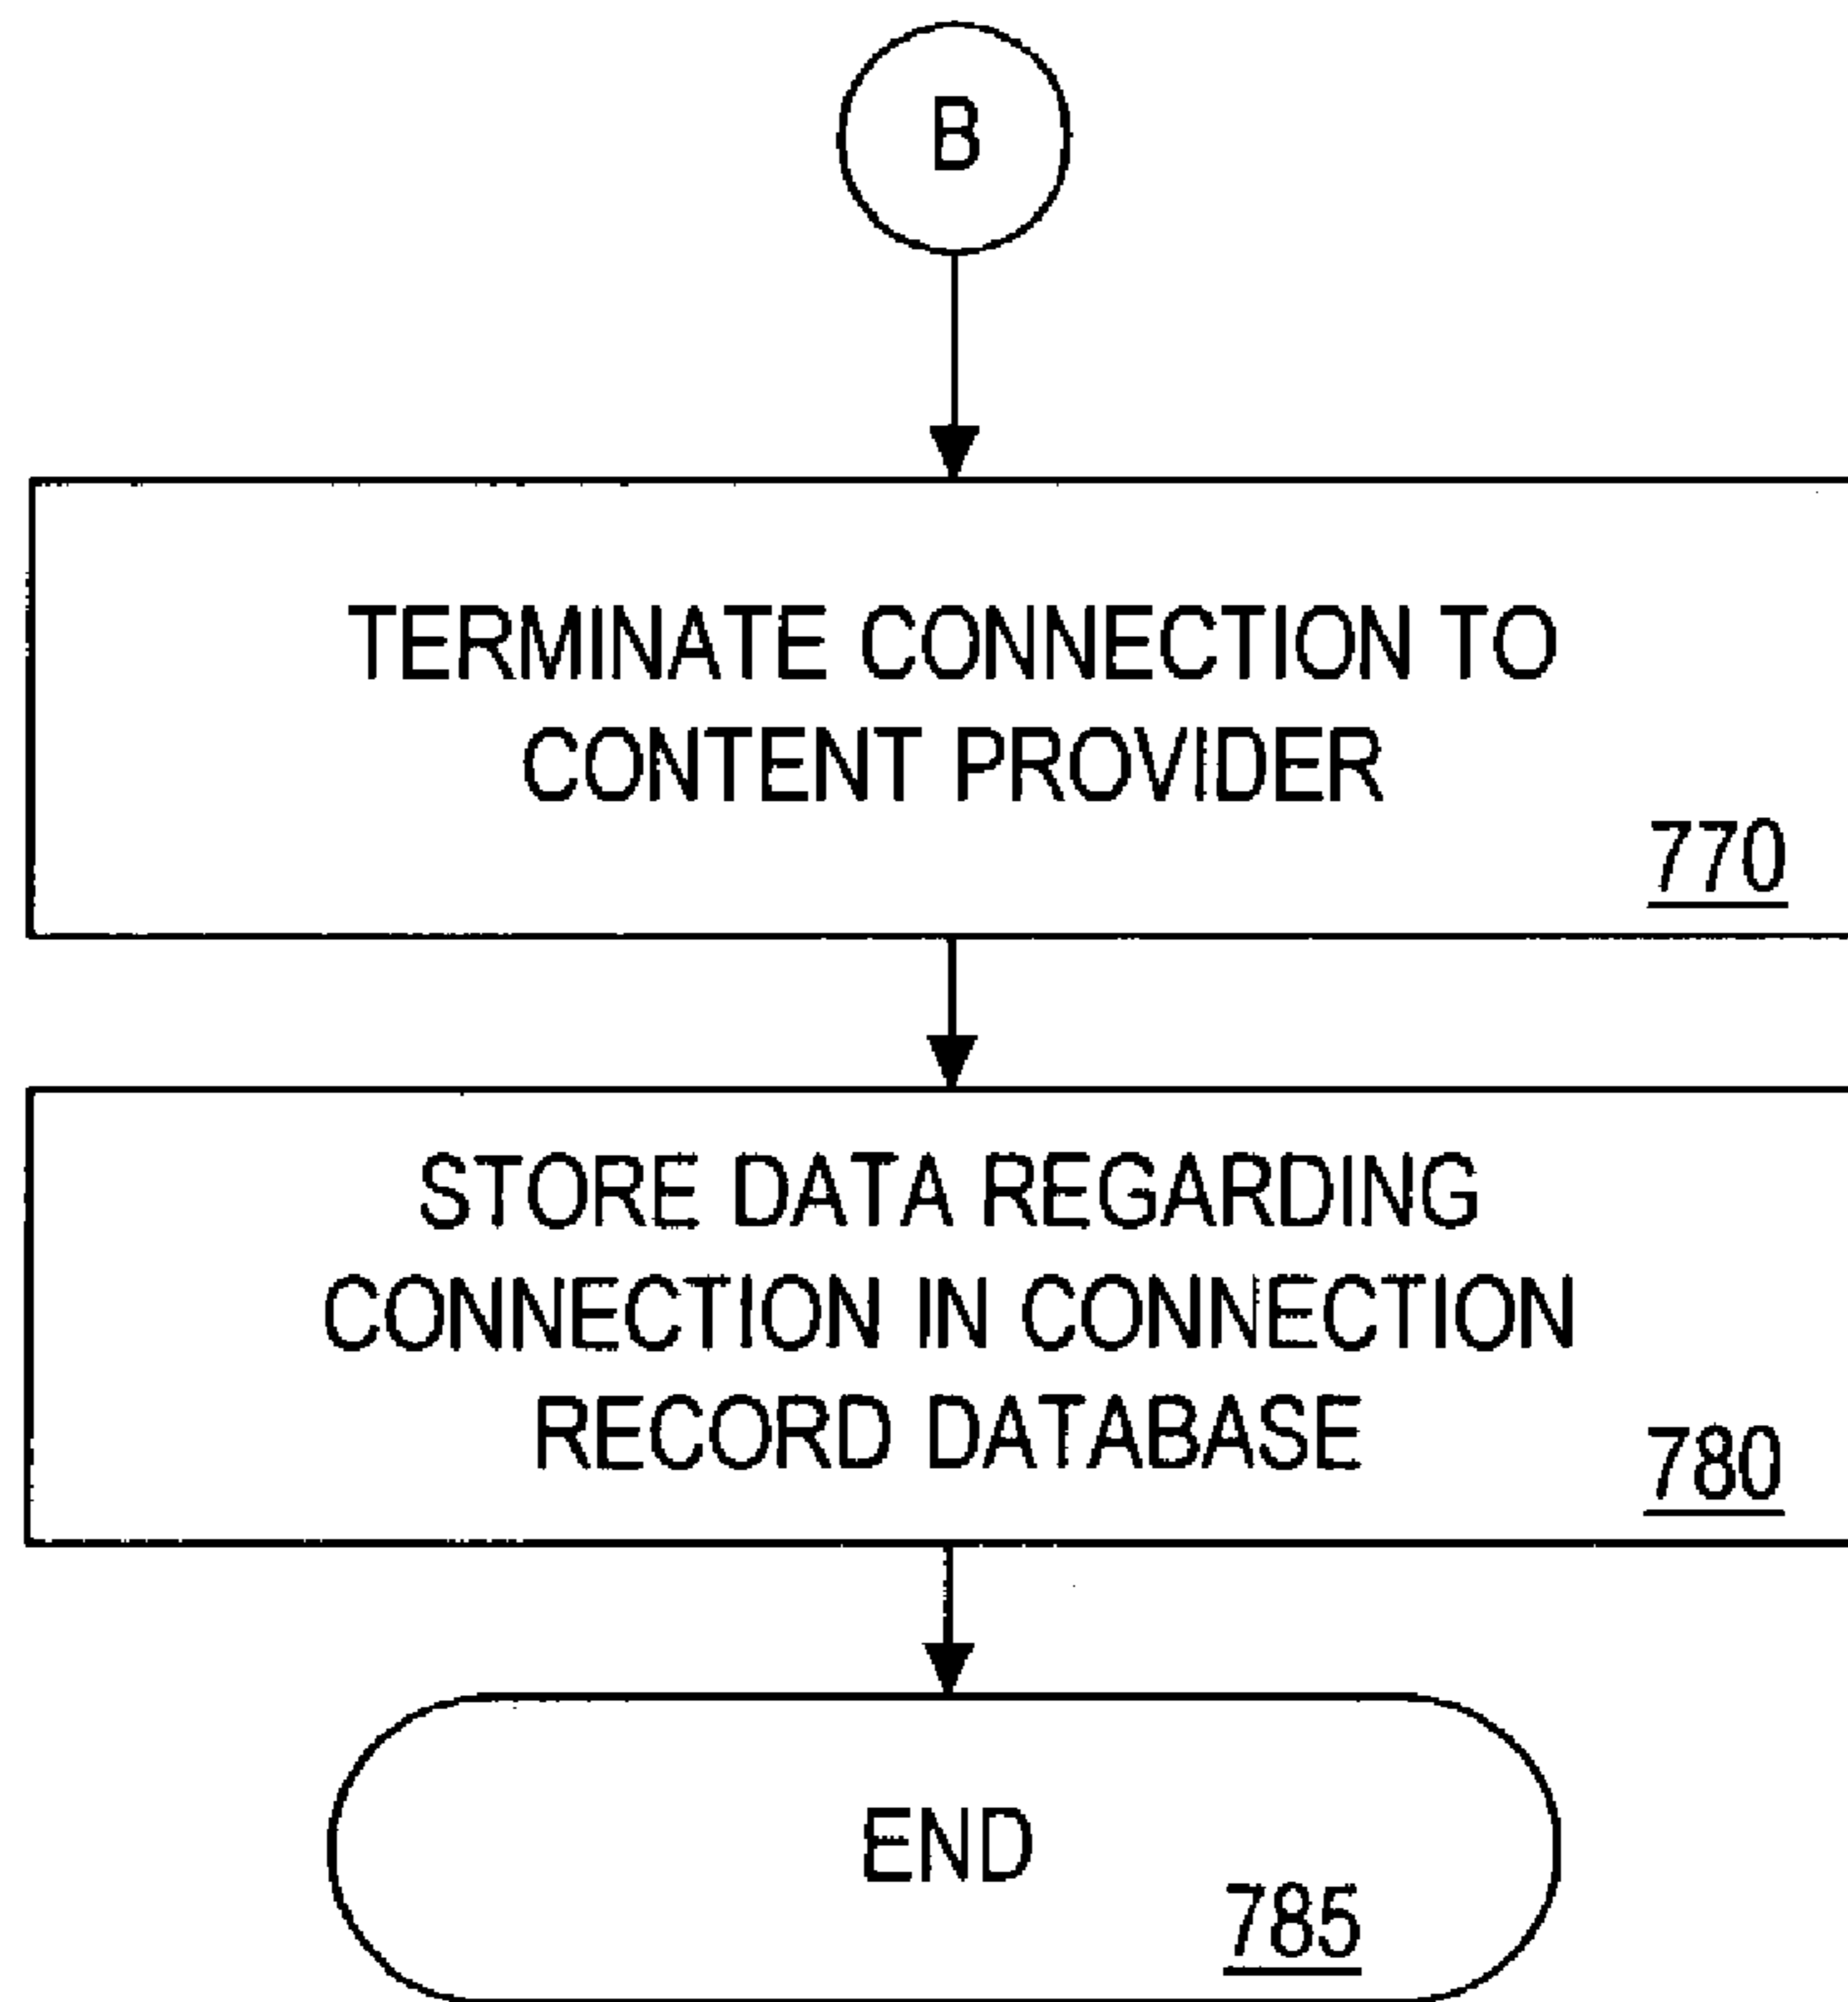 B
TERMINATE CONNECTION TO
CONTENT PROVIDER
770
STORE DATA REGARDING
CONNECTION IN CONNECTION
RECORD DATABASE
780
END
785